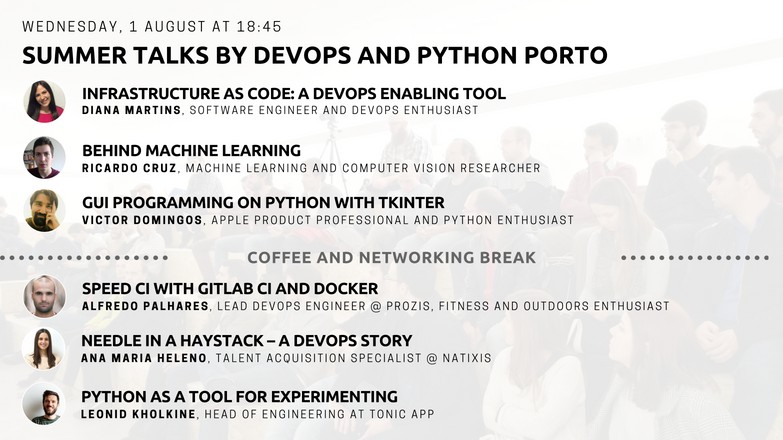 WEDNESDAY, 1 AUGUST AT 18:45
SUMMER TALKS BY DEVOPS AND PYTHON PORTO
INFRASTRUCTURE AS CODE: A DEVOPS ENABLING TOOL
DIANA MARTINS, SOFTWARE ENGINEER AND DEVOPS ENTHUSIAST
BEHIND MACHINE LEARNING
RICARDO CRUZ, MACHINE LEARNING AND COMPUTER VISION RESEARCHER
GUI PROGRAMMING ON PYTHON WITH TKINTER
VICTOR DOMINGOS, APPLE PRODUCT PROFESSIONAL AND PYTHON ENTHUSIAST
COFFEE AND NETWORKING BREAK
SPEED CI WITH GITLAB CI AND DOCKER
ALFREDO PALHARES, LEAD DEVOPS ENGINEER @ PROZIS, FITNESS AND OUTDOORS ENTHUSIAST
NEEDLE IN A HAYSTACK – A DEVOPS STORY
ANA MARIA HELENO, TALENT ACQUISITION SPECIALIST @ NATIXIS
PYTHON AS A TOOL FOR EXPERIMENTING
LEONID KHOLKINE, HEAD OF ENGINEERING AT TONIC APP